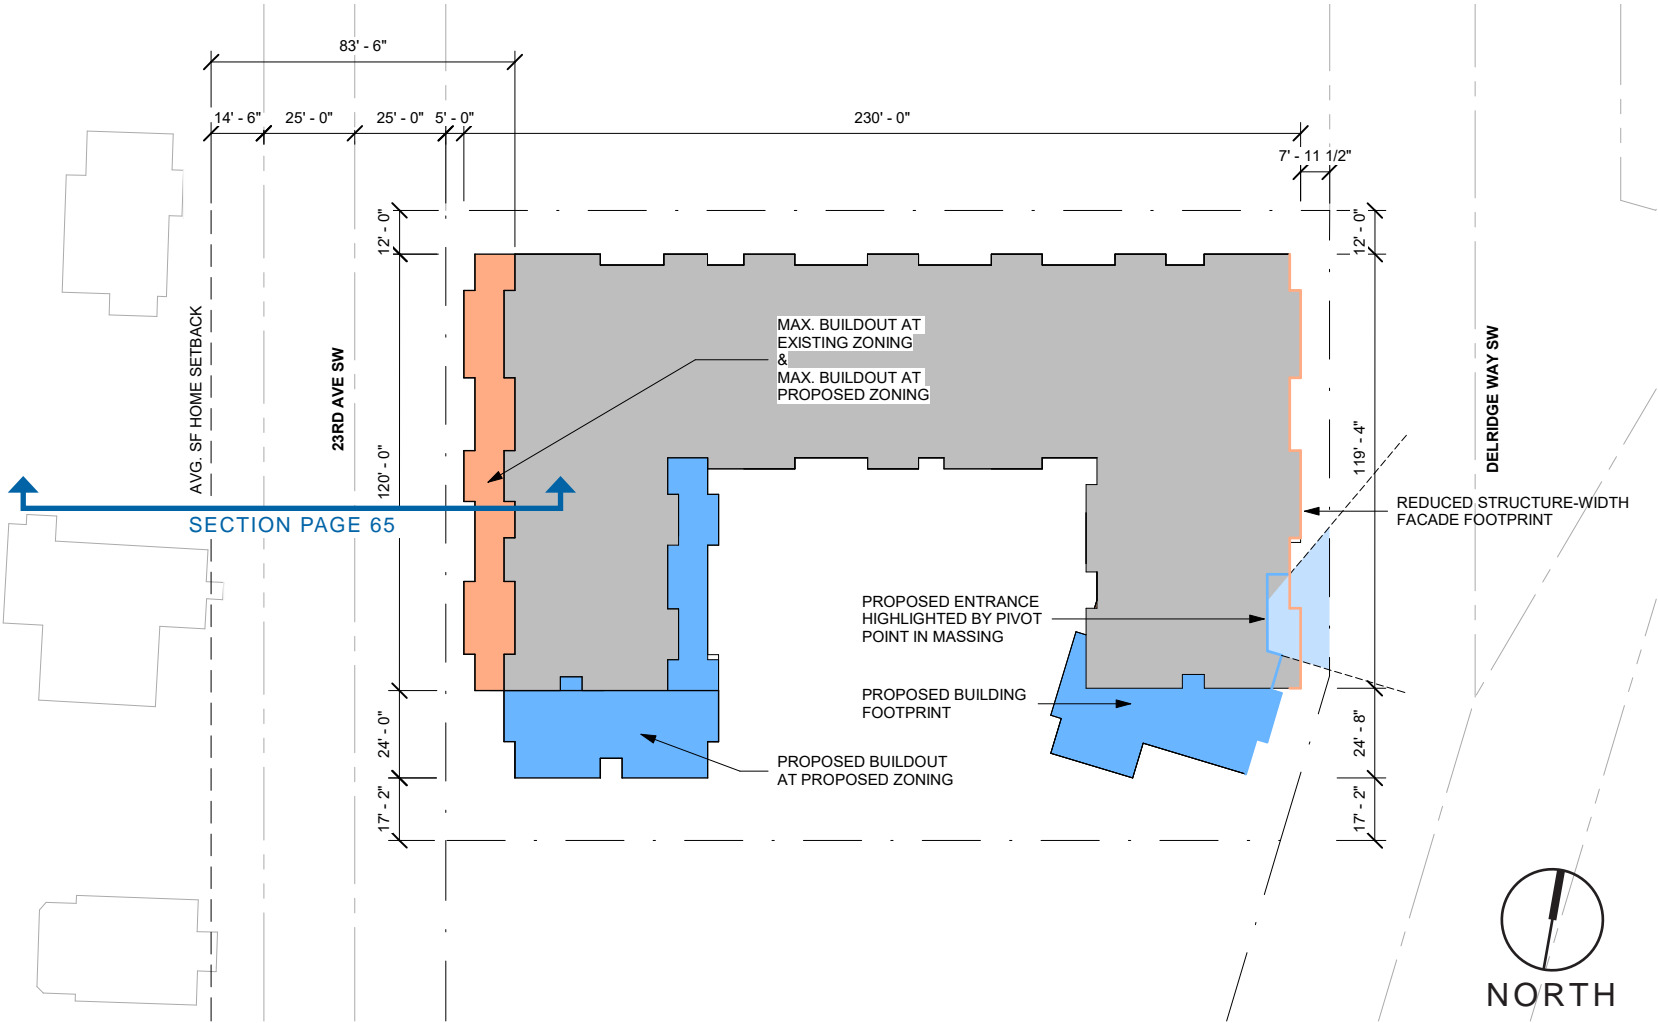 83' - 6"
14' - 6"
25' - 0"
25' - 0"
5' - 0"
230' - 0"
7' - 11 1/2"
12' - 0"
12' - 0"
AVG. SF HOME SETBACK
23RD AVE SW
120' - 0"
MAX. BUILDOUT AT
EXISTING ZONING
&
MAX. BUILDOUT AT
PROPOSED ZONING
119' - 4"
DELRIDGE WAY SW
SECTION PAGE 65
REDUCED STRUCTURE-WIDTH
FACADE FOOTPRINT
PROPOSED ENTRANCE
HIGHLIGHTED BY PIVOT
POINT IN MASSING
PROPOSED BUILDING
FOOTPRINT
24' - 0"
24' - 8"
PROPOSED BUILDOUT
AT PROPOSED ZONING
17' - 2"
17' - 2"
NORTH